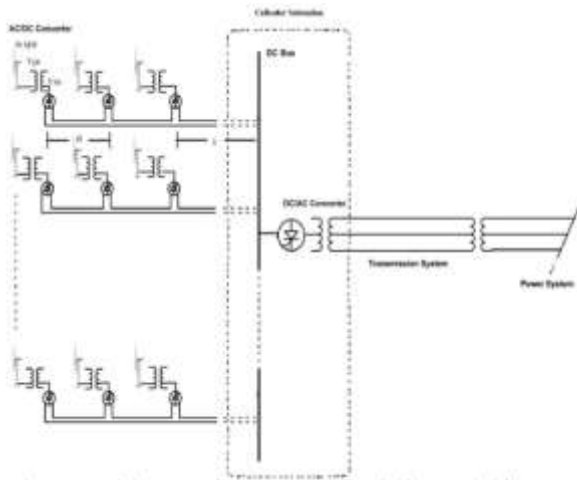 Collector Substation
AC/DC Converter
DC Bus
DC/AC Converter
Transmission System
Power System